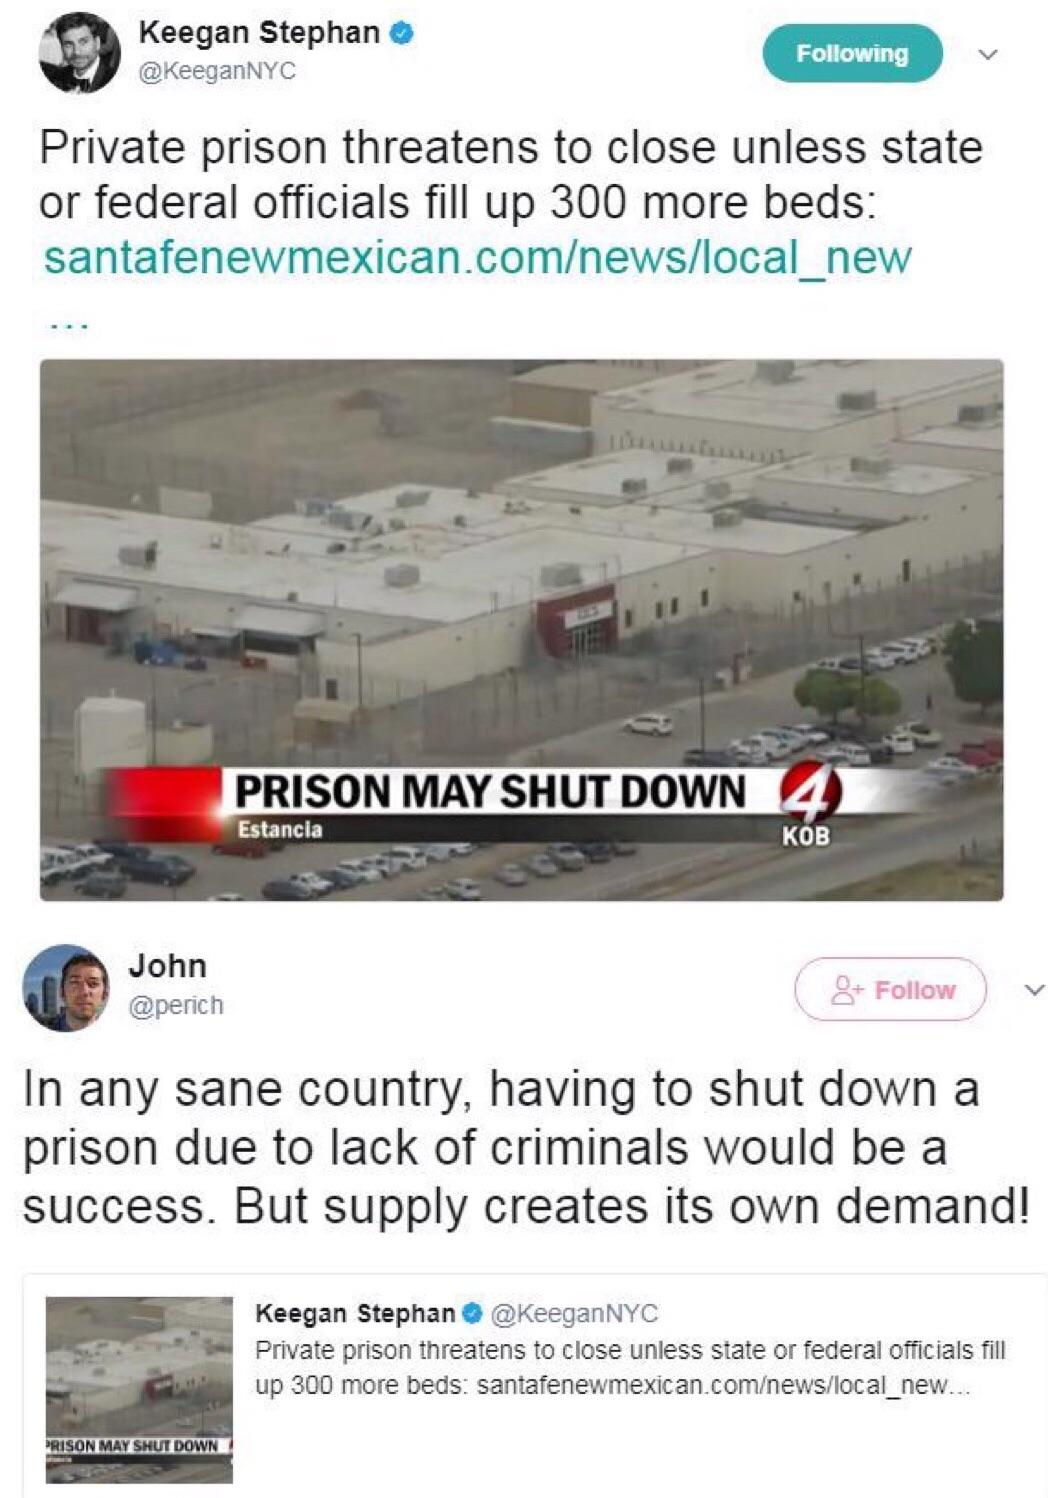 Keegan Stephan
@KeeganNYC
Following
Private prison threatens to close unless state
or federal officials fill up 300 more beds:
santafenewmexican.com/news/local_new
...
PRISON MAY SHUT DOWN
4
Estancia
KOB
John
@perich
Follow
In any sane country, having to shut down a
prison due to lack of criminals would be a
success. But supply creates its own demand!
Keegan Stephan @KeeganNYC
Private prison threatens to close unless state or federal officials fill
up 300 more beds: santafenewmexican.com/news/local_new...
PRISON MAY SHUT DOWN